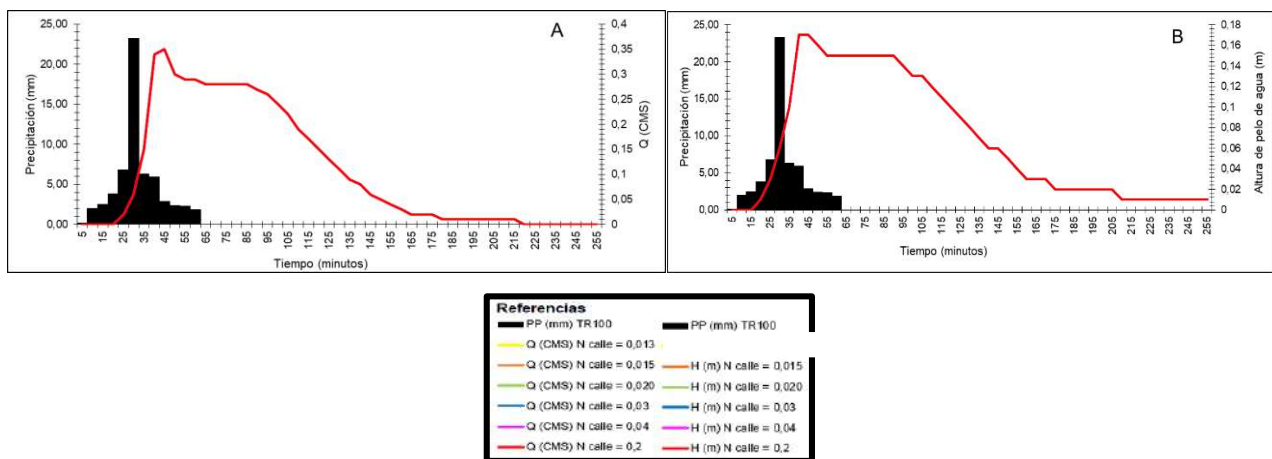 A
25,00
20,00
15,00
10,00
5,00
0,00
Precipitación (mm)
0,4
0,35
0,3
0,25
0,2
0,15
0,1
0,05
0
Q (CMS)
5 15 25 35 45 55 65 75 85 95 105 115 125 135 145 155 165 175 185 195 205 215 225 235 245 255
Tiempo (minutos)
B
25,00
20,00
15,00
10,00
5,00
0,00
Precipitación (mm)
0,18
0,16
0,14
0,12
0,1
0,08
0,06
0,04
0,02
0
Altura de pelo de agua (m)
5 15 25 35 45 55 65 75 85 95 105 115 125 135 145 155 165 175 185 195 205 215 225 235 245 255
Tiempo (minutos)
Referencias
PP (mm) TR100
PP (mm) TR100
Q (CMS) N calle = 0,013
Q (CMS) N calle = 0,015
H (m) N calle = 0,015
Q (CMS) N calle = 0,020
H (m) N calle = 0,020
Q (CMS) N calle = 0,03
H (m) N calle = 0,03
Q (CMS) N calle = 0,04
H (m) N calle = 0,04
Q (CMS) N calle = 0,2
H (m) N calle = 0,2